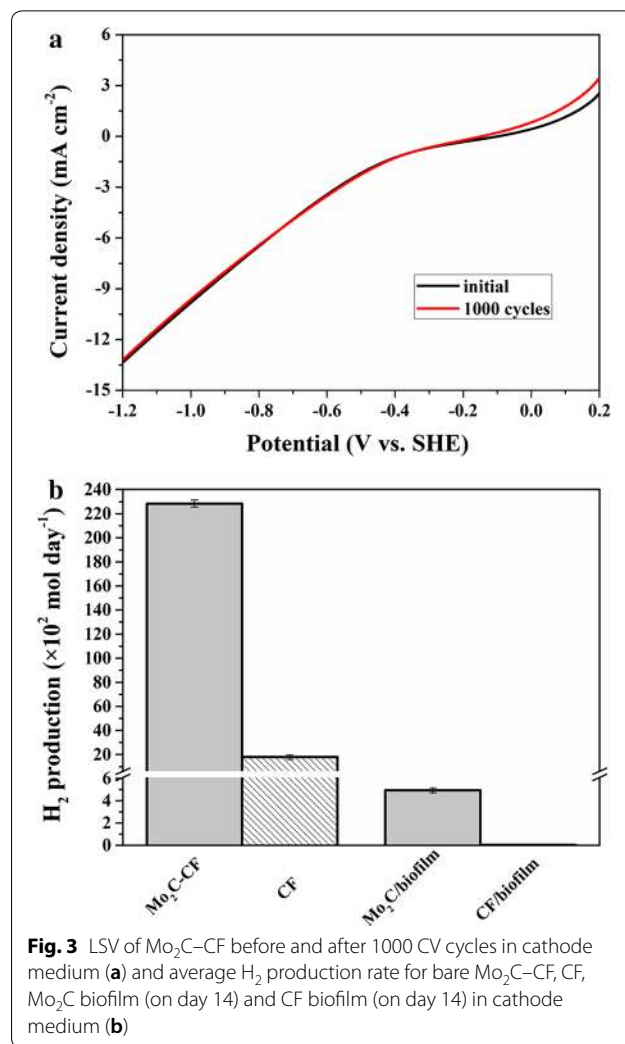 a
Current density (mA cm⁻²)
6
3
0
-3
-6
-9
-12
-15
initial
1000 cycles
-1.2 -1.0 -0.8 -0.6 -0.4 -0.2 0.0 0.2
Potential (V vs. SHE)
b
H₂ production (×10² mol day⁻¹)
240
220
200
180
160
140
120
100
80
60
40
20
6
4
2
0
Mo₂C-CF
CF
Mo₂C/biofilm
CF/biofilm
Fig. 3 LSV of Mo₂C–CF before and after 1000 CV cycles in cathode
medium (a) and average H₂ production rate for bare Mo₂C–CF, CF,
Mo₂C biofilm (on day 14) and CF biofilm (on day 14) in cathode
medium (b)